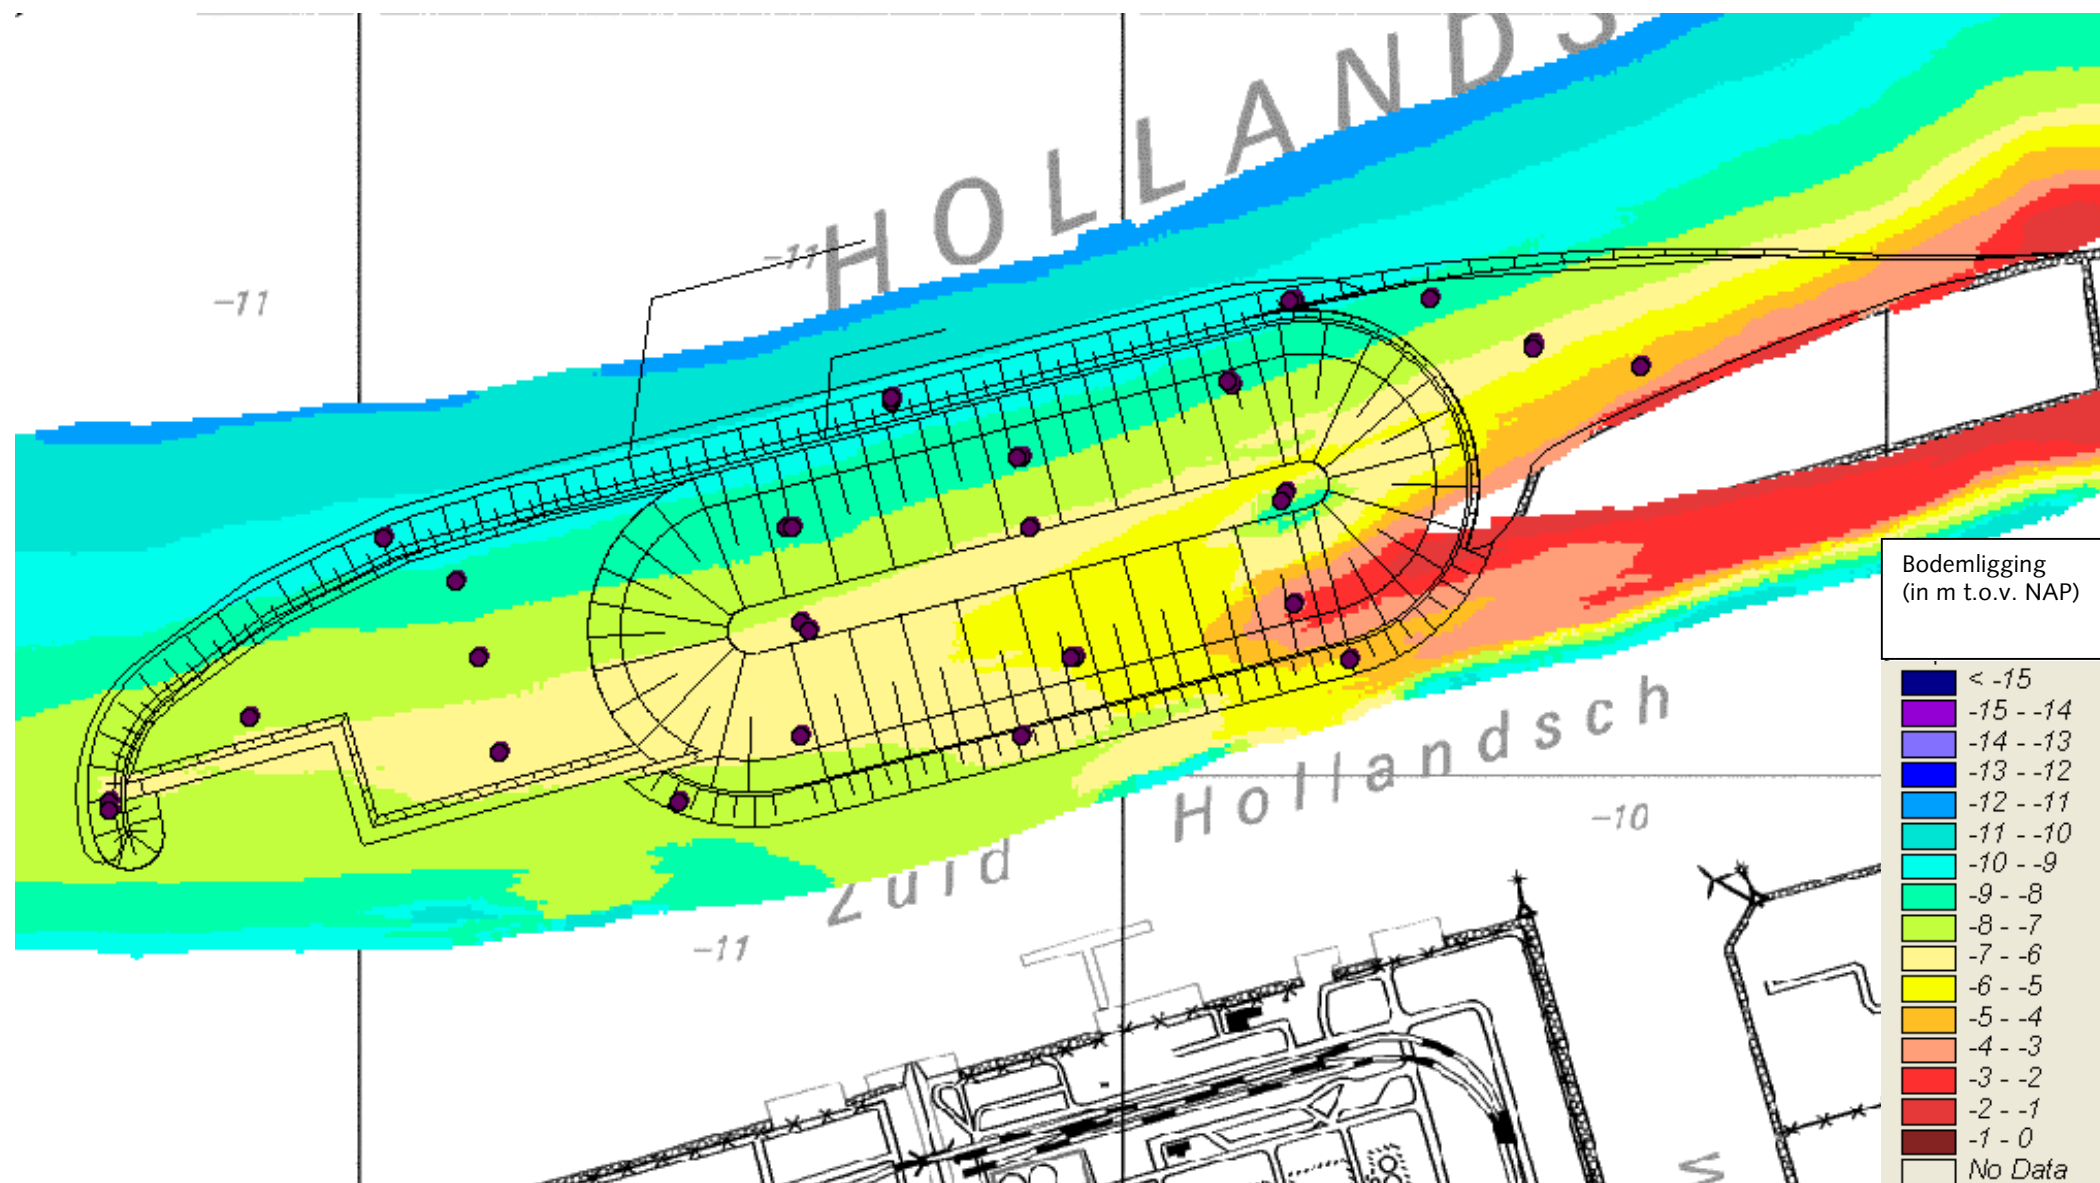 HOLLANDS
-11
-11
Bodemligging
(in m t.o.v. NAP)
< -15
-15 - -14
-14 - -13
-13 - -12
-12 - -11
-11 - -10
-10 - -9
-9 - -8
-8 - -7
-7 - -6
-6 - -5
-5 - -4
-4 - -3
-3 - -2
-2 - -1
-1 - 0
No Data
Zuid Hollandsch
-10
-11